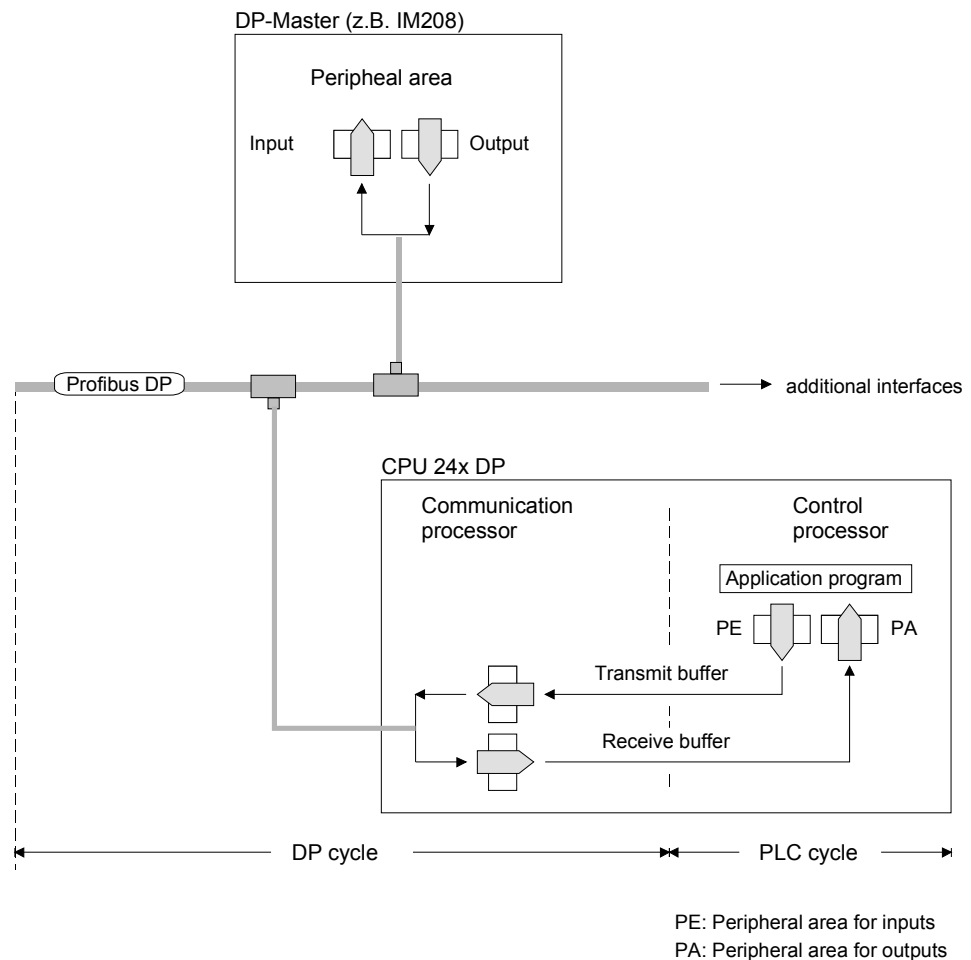 DP-Master (z.B. IM208)
Peripheal area
Input
Output
Profibus DP
additional interfaces
CPU 24x DP
Communication
processor
Control
processor
Application program
PE
PA
Transmit buffer
Receive buffer
DP cycle
PLC cycle
PE: Peripheral area for inputs
PA: Peripheral area for outputs